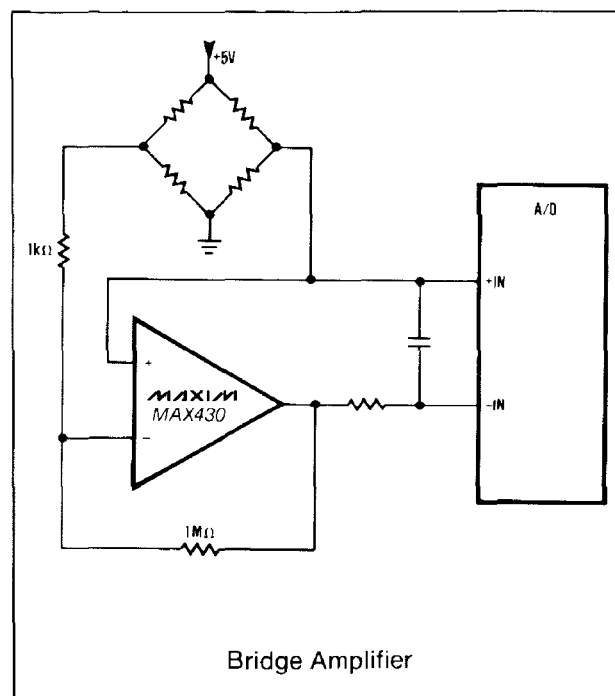 +5V
1kΩ
A/D
+IN
+
MAXIM
MAX430
−
−IN
1MΩ
Bridge Amplifier